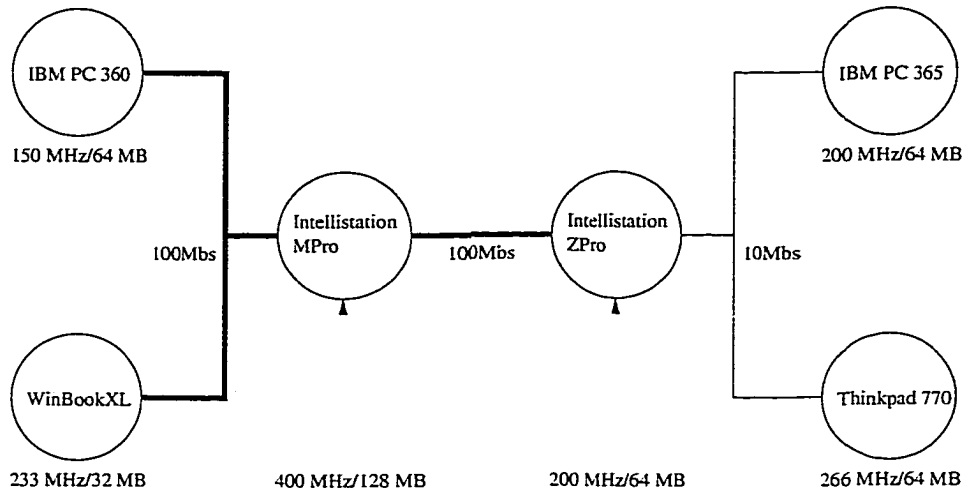 IBM PC 360
IBM PC 365
150 MHz/64 MB
200 MHz/64 MB
Intellistation
MPro
Intellistation
ZPro
100Mbs
100Mbs
10Mbs
WinBookXL
Thinkpad 770
233 MHz/32 MB
400 MHz/128 MB
200 MHz/64 MB
266 MHz/64 MB